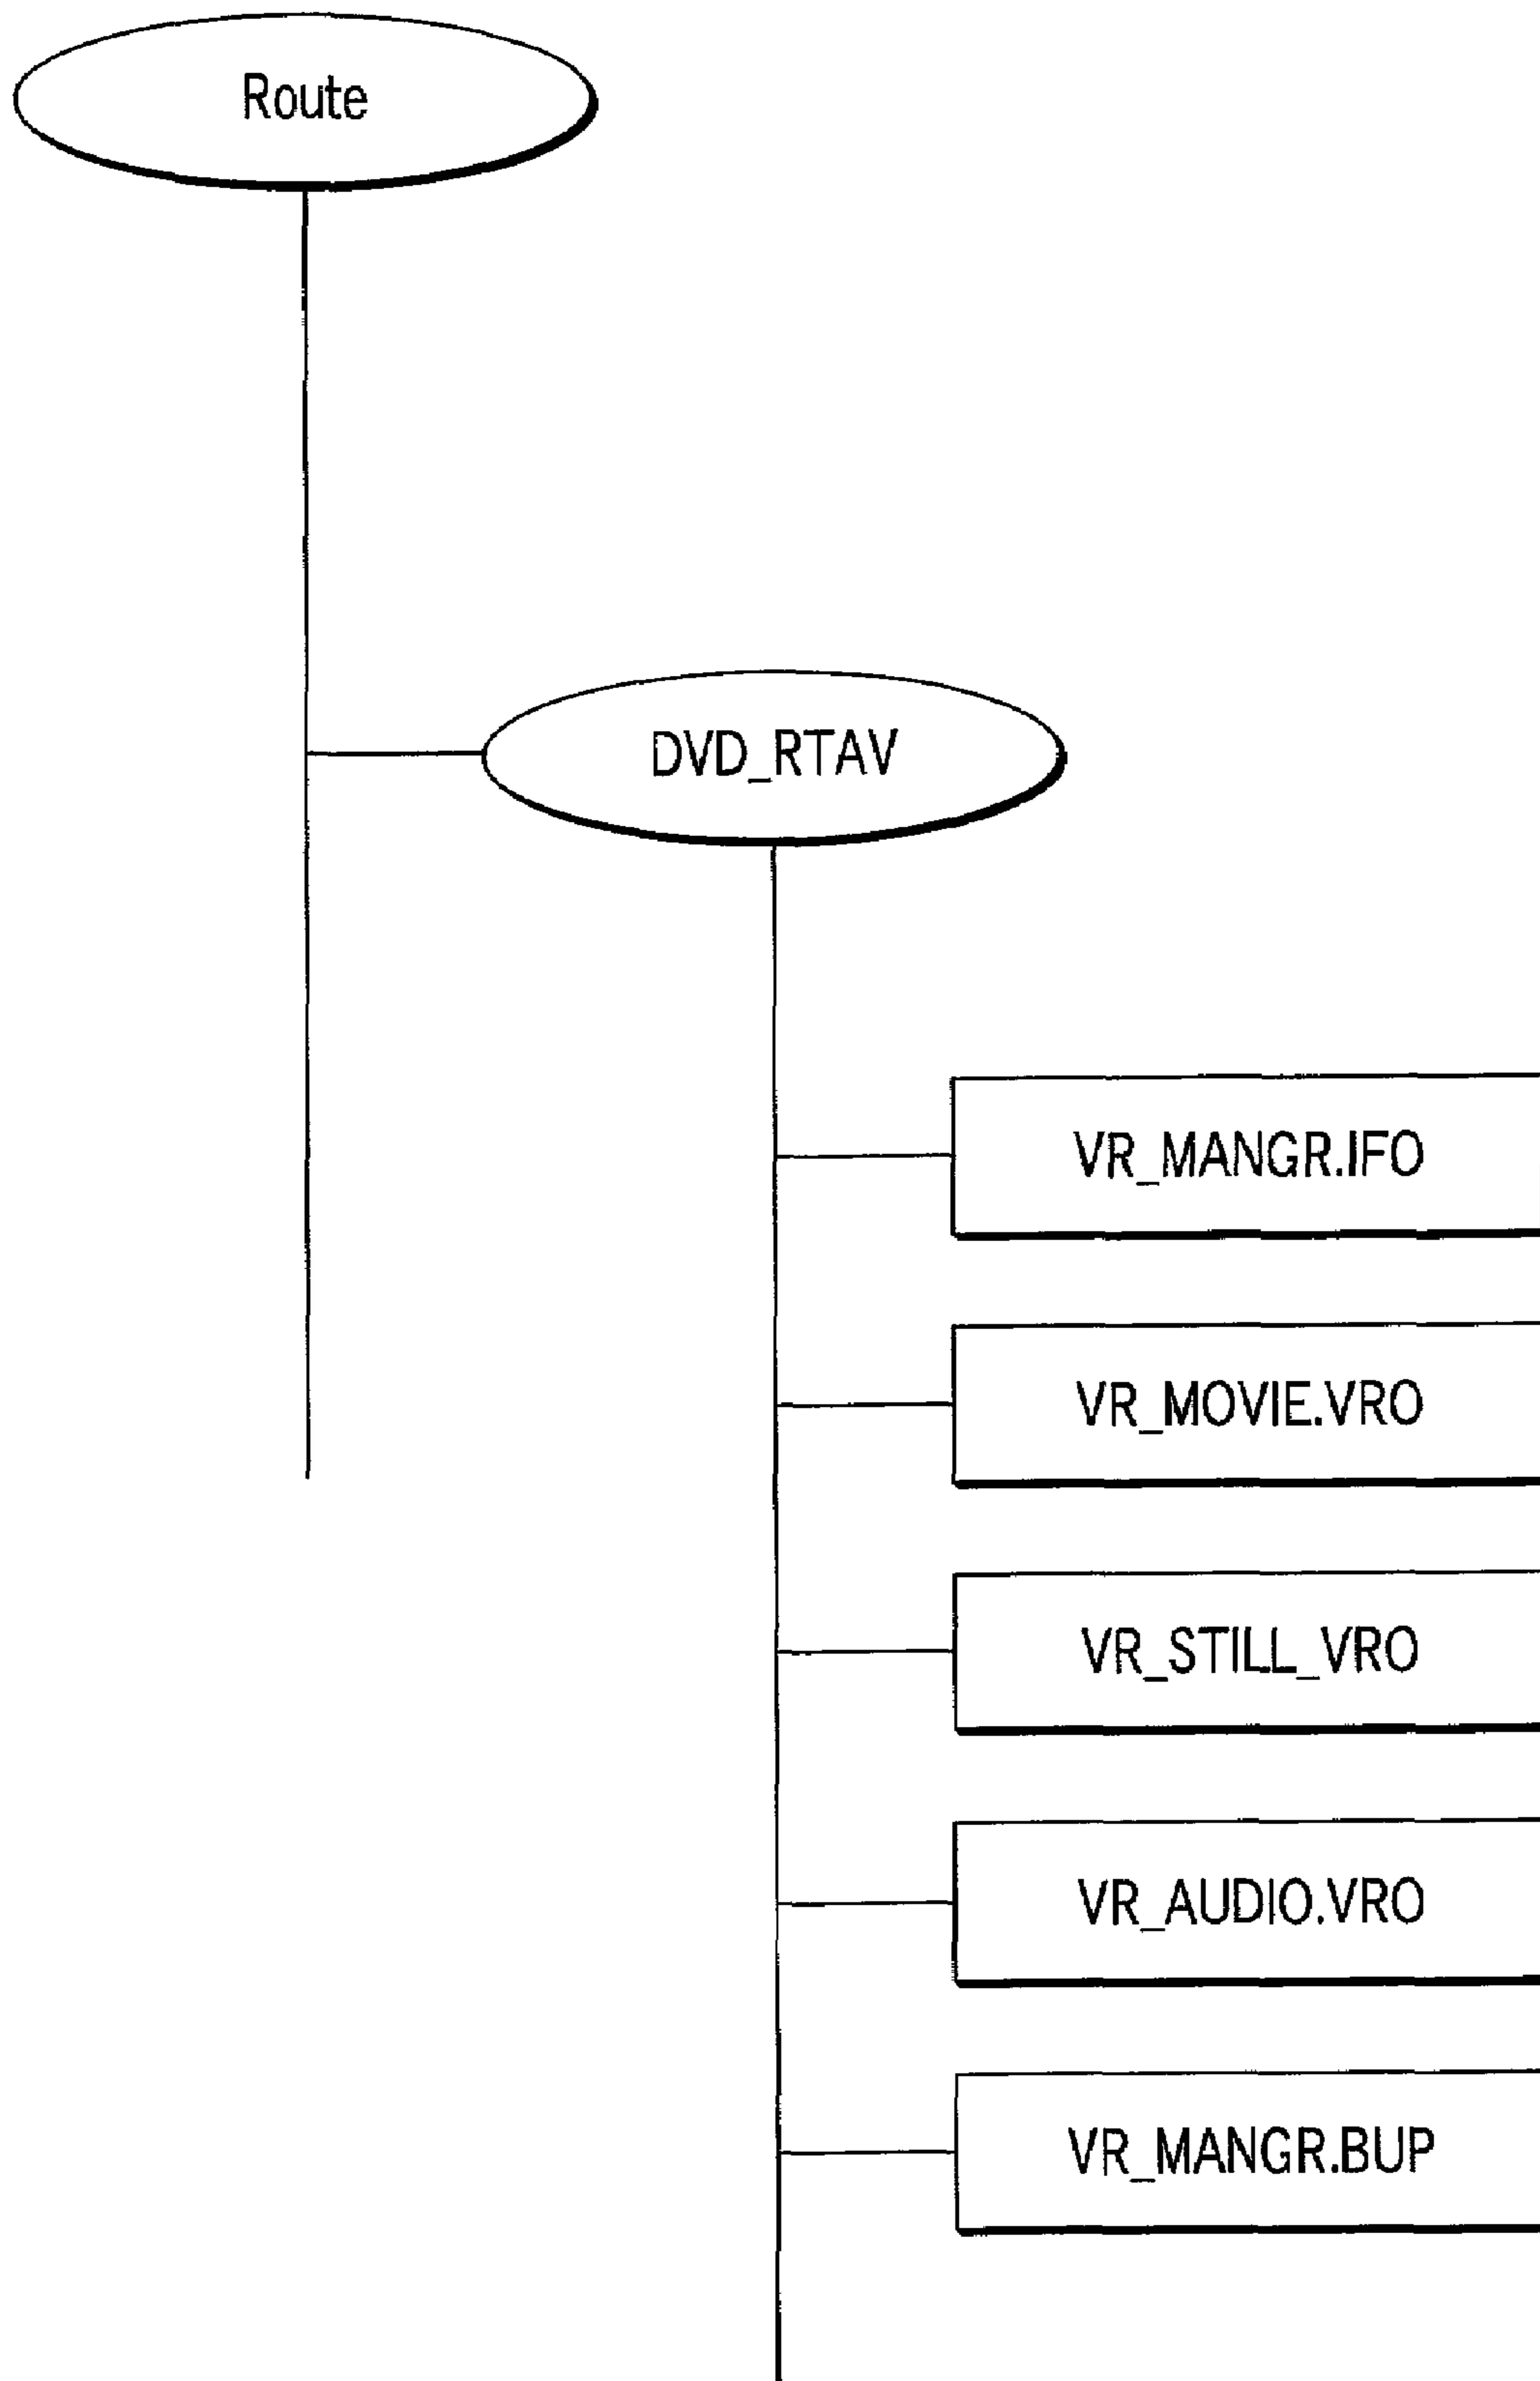 Route
DVD_RTAV
VR_MANGR.IFO
VR_MOVIE.VRO
VR_STILL_VRO
VR_AUDIO.VRO
VR_MANGR.BUP